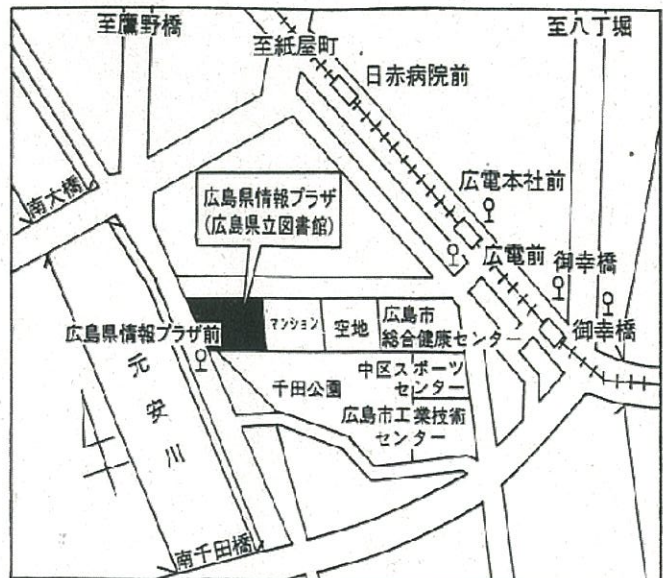 至鷹野橋
至紙屋町
至八丁堀
日赤病院前
南大橋
広島県情報プラザ
(広島県立図書館)
広電本社前
広電前
御幸橋
御幸橋
マンション
空地
広島市
総合健康センター
広島県情報プラザ前
元安川
千田公園
中区スポーツ
センター
広島市工業技術
センター
南千田橋